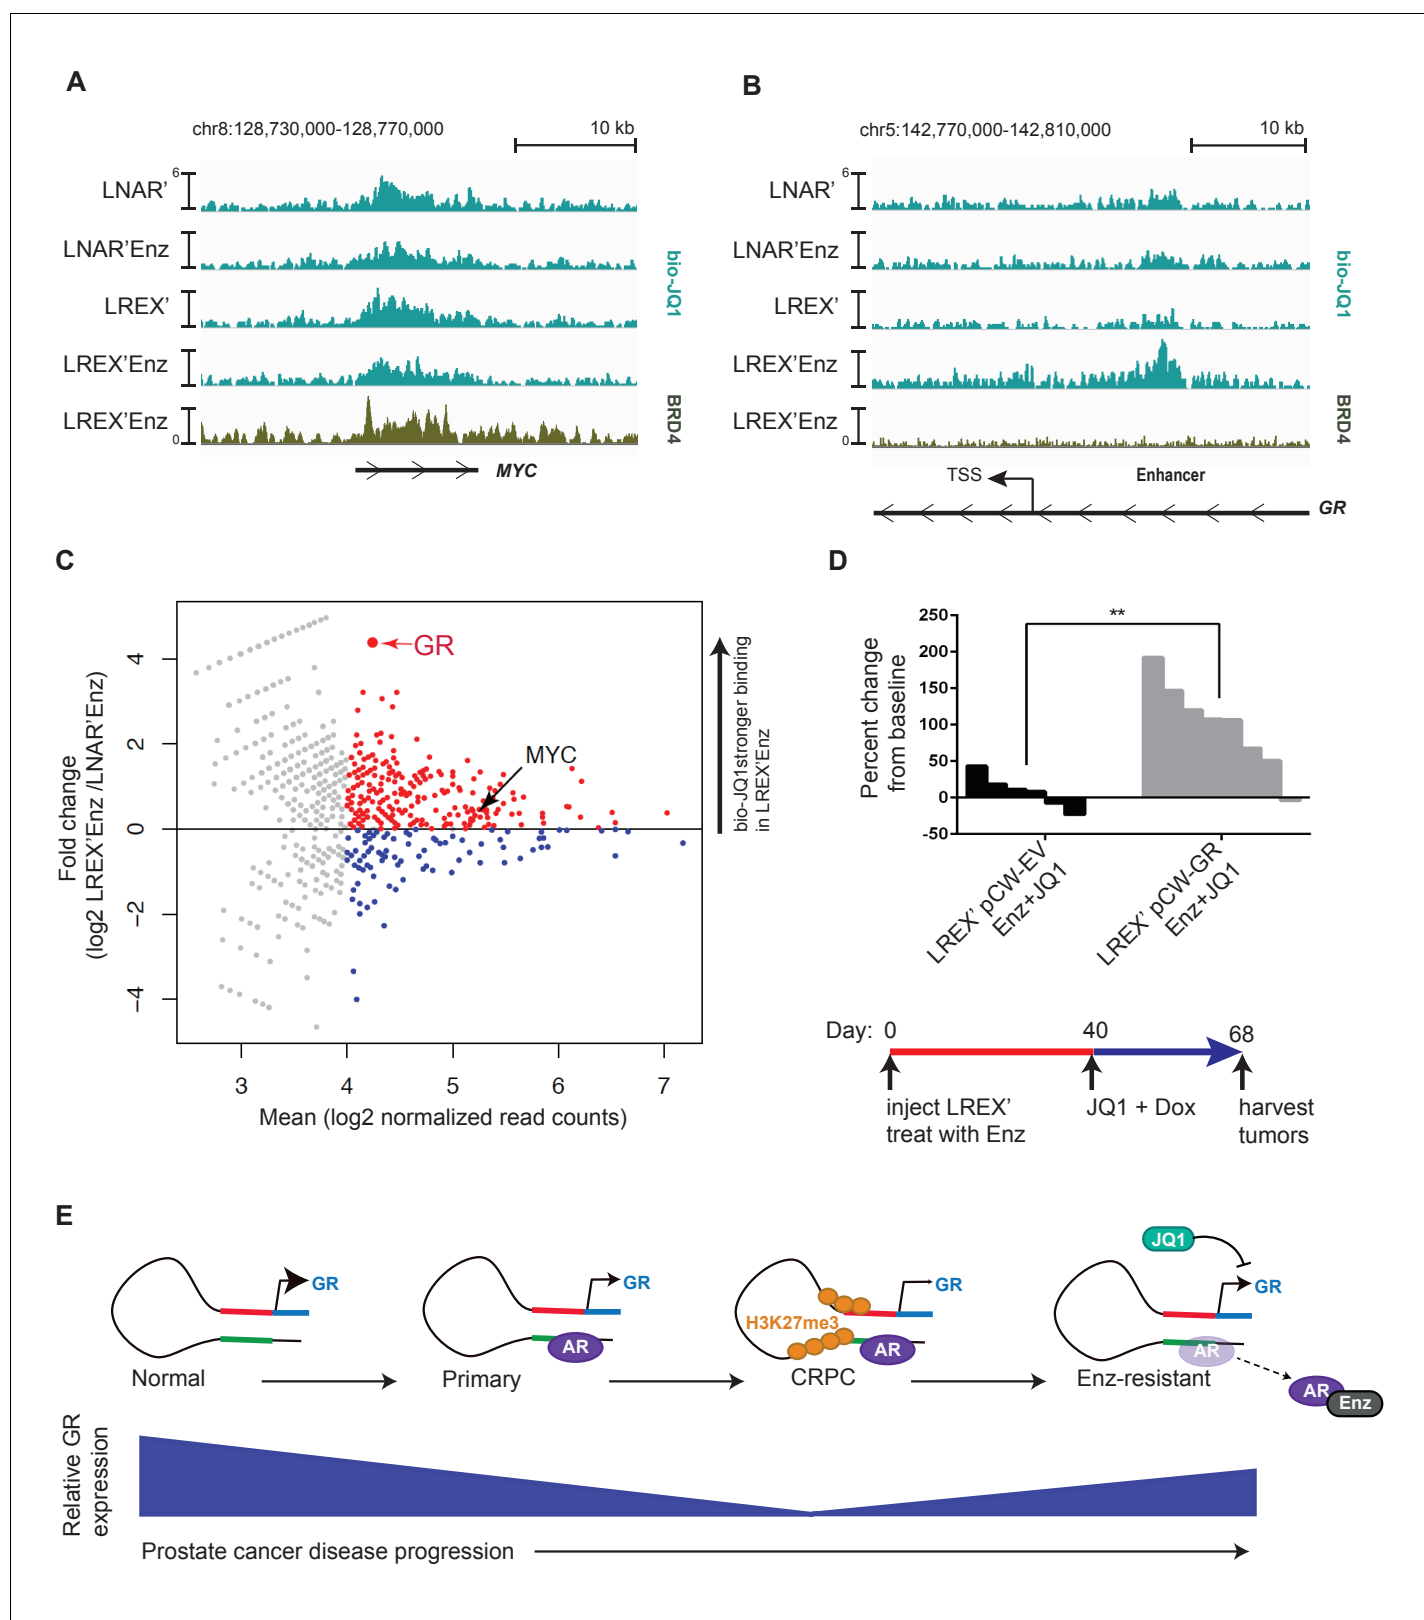 A
chr8:128,730,000-128,770,000
10 kb
6
LNAR'
LNAR'Enz
LREX'
LREX'Enz
LREX'Enz
0
bio-JQ1
BRD4
MYC
B
chr5:142,770,000-142,810,000
10 kb
6
LNAR'
LNAR'Enz
LREX'
LREX'Enz
LREX'Enz
0
bio-JQ1
BRD4
TSS
Enhancer
GR
C
Fold change
(log2 LREX'Enz /LNAR'Enz)
4
2
0
−2
−4
GR
MYC
3
4
5
6
7
Mean (log2 normalized read counts)
bio-JQ1stronger binding
in LREX'Enz
D
Percent change
from baseline
250
200
150
100
50
0
-50
**
LREX' pCW-EV
Enz+JQ1
LREX' pCW-GR
Enz+JQ1
Day: 0
40
68
inject LREX'
treat with Enz
JQ1 + Dox
harvest
tumors
E
GR
Normal
GR
AR
Primary
GR
H3K27me3
AR
CRPC
JQ1
GR
AR
Enz-resistant
AR
Enz
Relative GR
expression
Prostate cancer disease progression